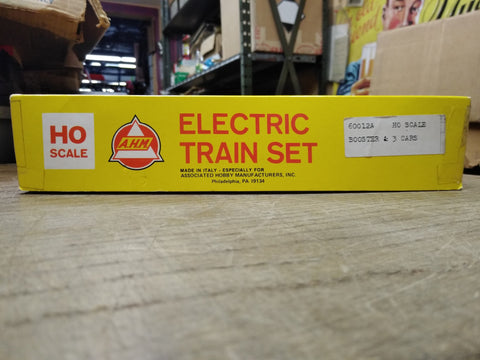 HO
SCALE
A.H.M.
ELECTRIC
TRAIN SET
MADE IN ITALY - ESPECIALLY FOR
ASSOCIATED HOBBY MANUFACTURERS, INC.
Philadelphia, PA 19134
60012A HO SCALE
BOOSTER & 3 CARS